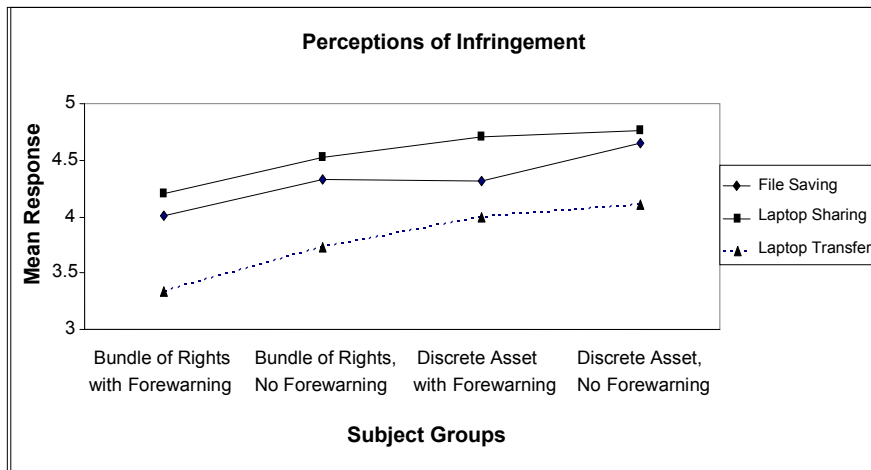 Perceptions of Infringement
5
4.5
4
3.5
3
Mean Response
Bundle of Rights
with Forewarning
Bundle of Rights,
No Forewarning
Discrete Asset
with Forewarning
Discrete Asset,
No Forewarning
Subject Groups
File Saving
Laptop Sharing
Laptop Transfer